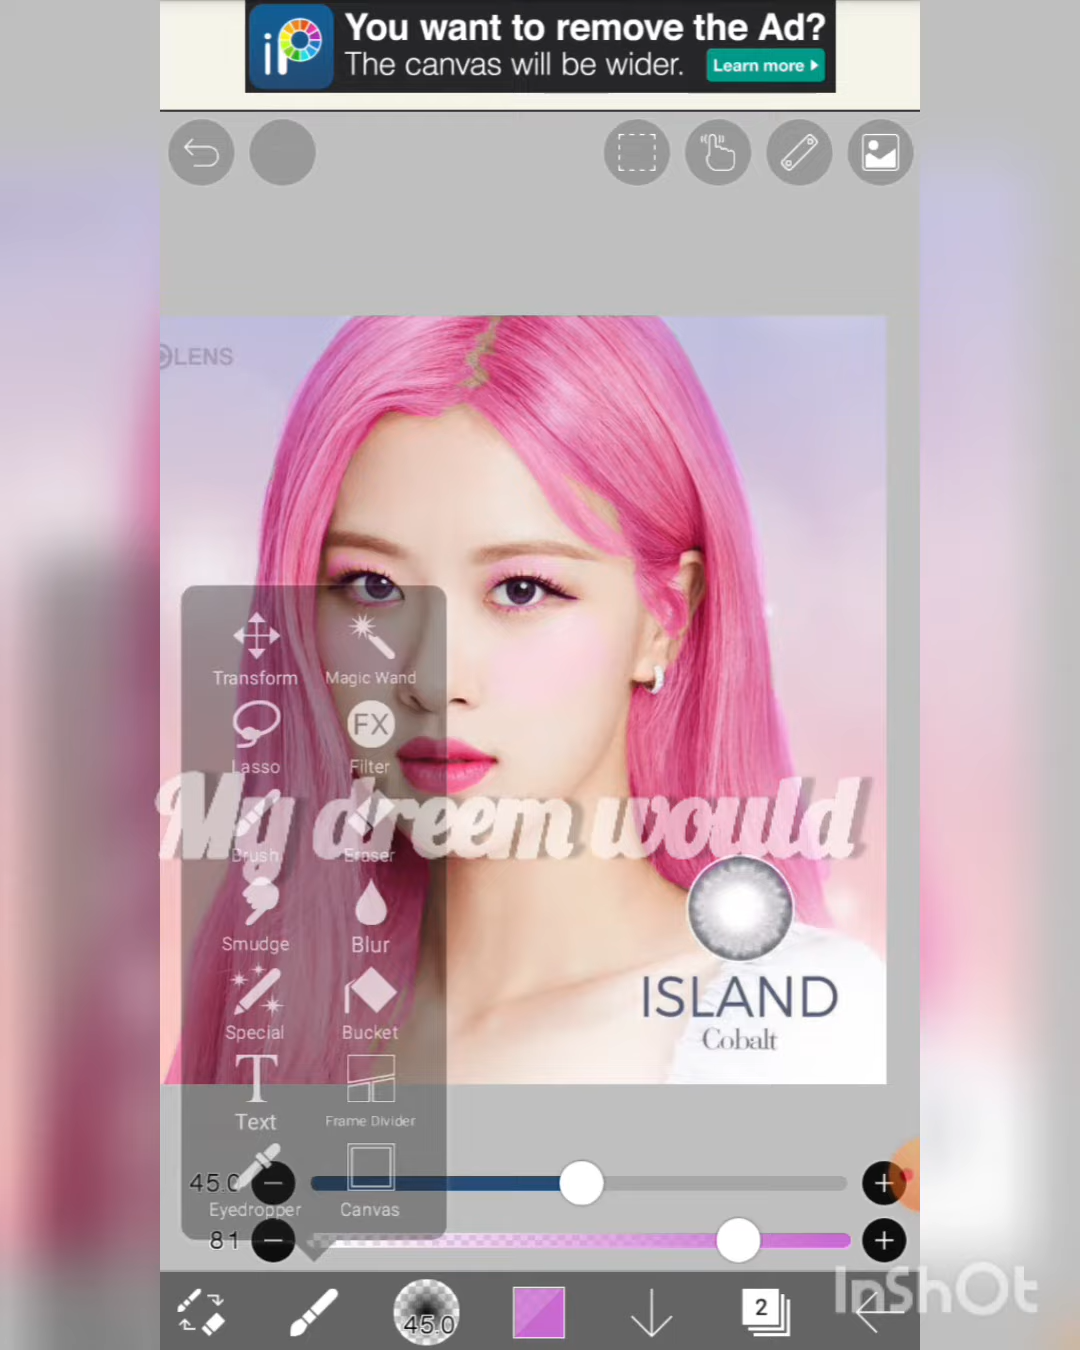 iP
You want to remove the Ad?
The canvas will be wider.
Learn more
LENS
Transform
Magic Wand
Lasso
FX
Filter
My dreem would
Brush
Eraser
Smudge
Blur
ISLAND
Cobalt
Special
Bucket
T
Text
Frame Divider
45.0
Eyedropper
Canvas
81
45.0
2
InShOt